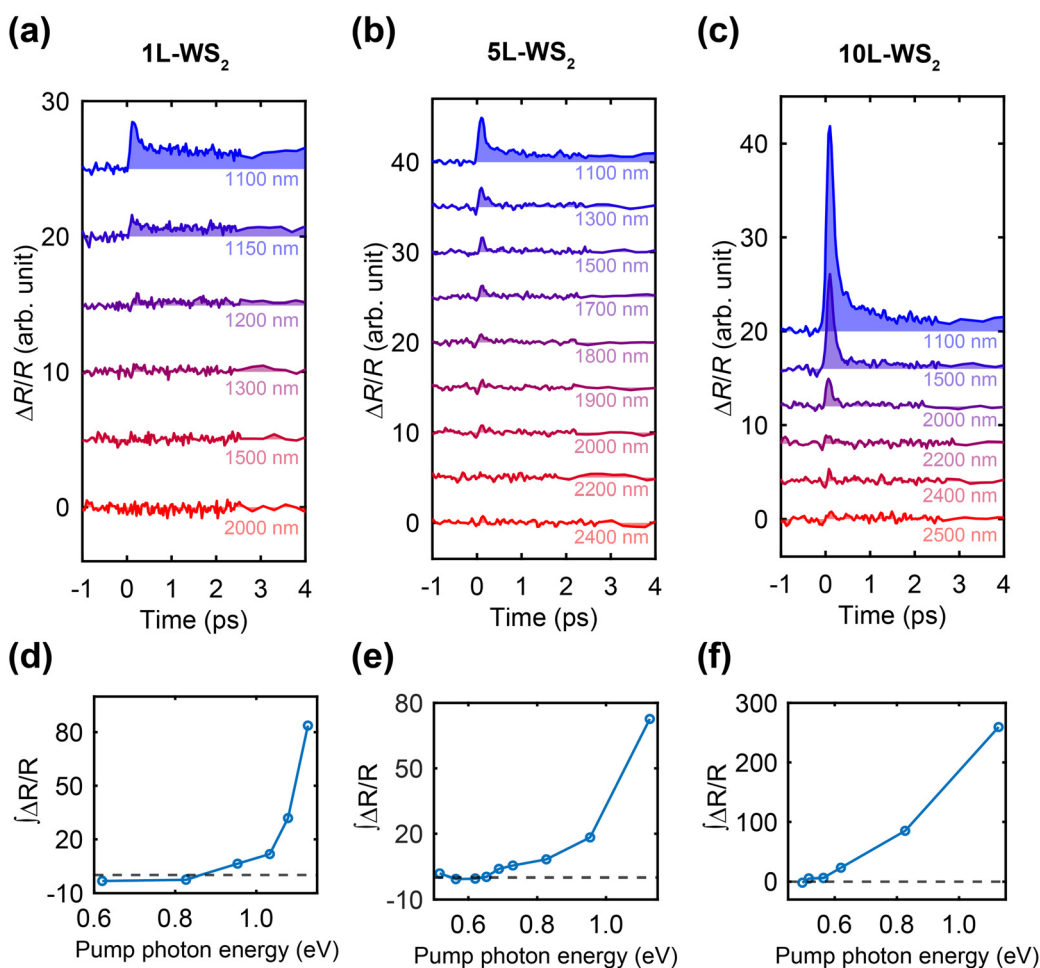 (a)
1L-WS2
(b)
5L-WS2
(c)
10L-WS2
ΔR/R (arb. unit)
30
20
10
0
1100 nm
1150 nm
1200 nm
1300 nm
1500 nm
2000 nm
-1 0 1 2 3 4
Time (ps)
ΔR/R (arb. unit)
40
30
20
10
0
1100 nm
1300 nm
1500 nm
1700 nm
1800 nm
1900 nm
2000 nm
2200 nm
2400 nm
-1 0 1 2 3 4
Time (ps)
ΔR/R (arb. unit)
40
30
20
10
0
1100 nm
1500 nm
2000 nm
2200 nm
2400 nm
2500 nm
-1 0 1 2 3 4
Time (ps)
(d)
∫ΔR/R
80
50
20
-10
0.6 0.8 1.0
Pump photon energy (eV)
(e)
∫ΔR/R
80
50
20
-10
0.6 0.8 1.0
Pump photon energy (eV)
(f)
∫ΔR/R
300
200
100
0
0.6 0.8 1.0
Pump photon energy (eV)